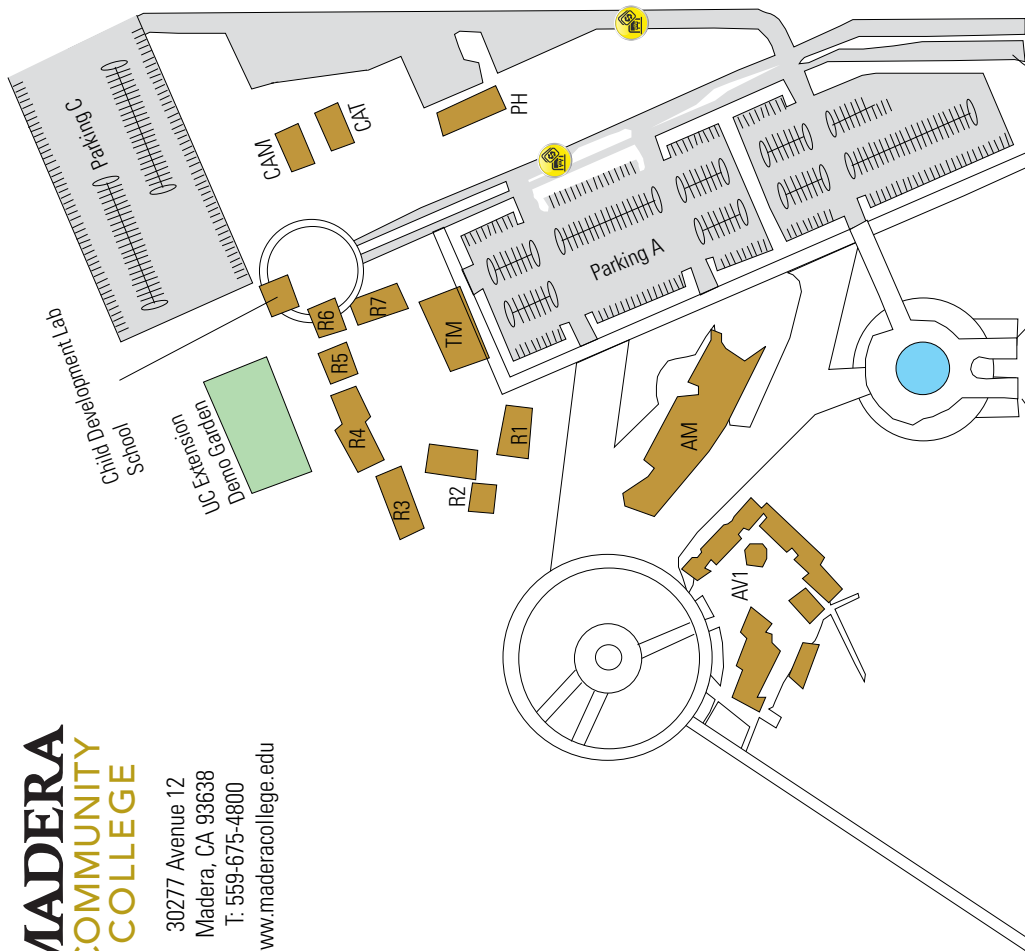 MADERA
COMMUNITY
COLLEGE
30277 Avenue 12
Madera, CA 93638
T: 559-675-4800
www.maderacollege.edu
Child Development Lab
School
UC Extension
Demo Garden
Parking C
CAM
CAT
PH
R6
R7
R5
R4
R3
R2
R1
TM
Parking A
AM
AV1